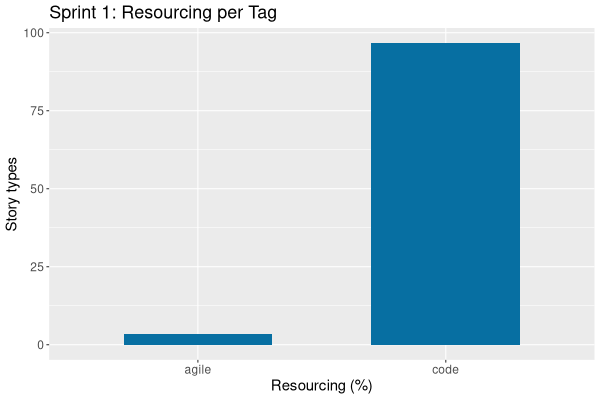 Sprint 1: Resourcing per Tag
Story types
100
75
50
25
0
agile code
Resourcing (%)